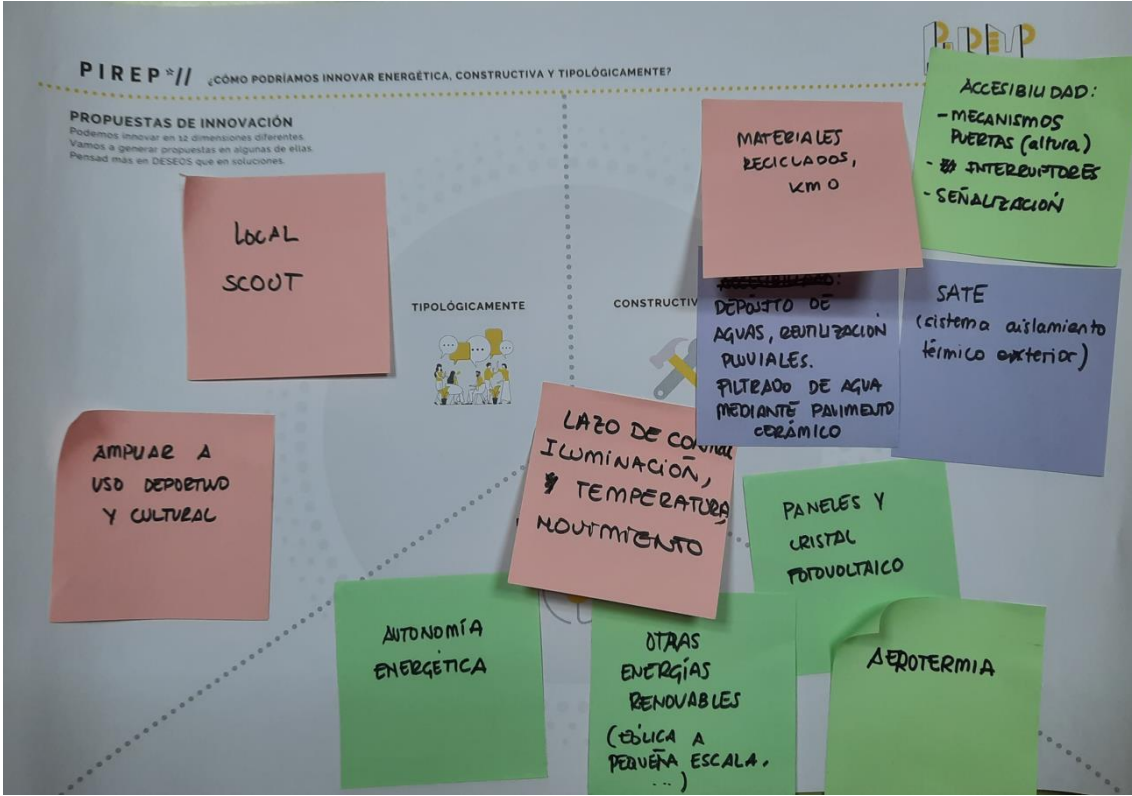 PIREP*//
¿CÓMO PODRÍAMOS INNOVAR ENERGÉTICA, CONSTRUCTIVA Y TIPOLÓGICAMENTE?
PROPUESTAS DE INNOVACIÓN
Podemos innovar en 12 dimensiones diferentes.
Vamos a generar propuestas en algunas de ellas.
Pensad más en DESEOS que en soluciones.
LOCAL
SCOUT
AMPLIAR A
USO DEPORTIVO
Y CULTURAL
TIPOLÓGICAMENTE
CONSTRUCTIV
MATERIALES
RECICLADOS,
KM 0
ACCESIBILIDAD:
- MECANISMOS
PUERTAS (altura)
- INTERRUPTORES
- SEÑALIZACIÓN
DEPÓSITO DE
AGUAS, REUTILIZACIÓN
PLUVIALES.
FILTRADO DE AGUA
MEDIANTE PAVIMENTO
CERÁMICO
SATE
(sistema aislamiento
térmico exterior)
LAZO DE CONTROL
ILUMINACIÓN,
TEMPERATURA,
MOVIMIENTO
PANELES Y
CRISTAL
FOTOVOLTAICO
AUTONOMÍA
ENERGÉTICA
OTRAS
ENERGÍAS
RENOVABLES
(EÓLICA A
PEQUEÑA ESCALA,
...)
AEROTERMIA